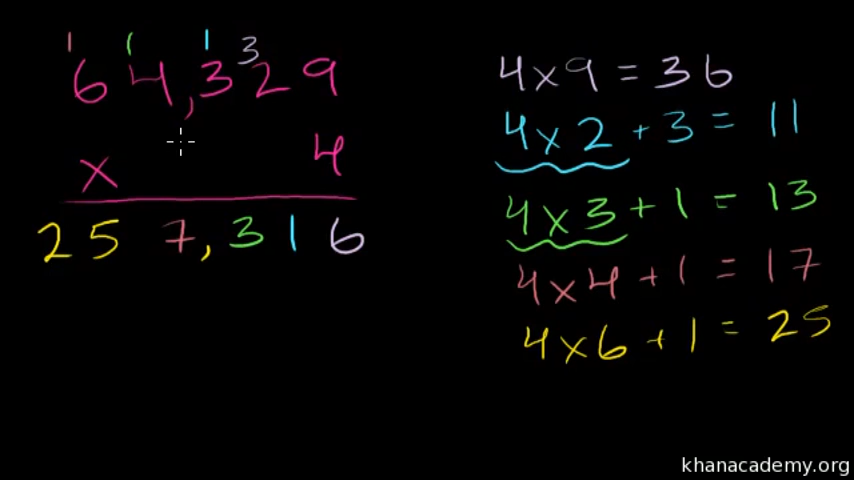 1 1 1 3
64,329
x 4
257,316
4x9 = 36
4x2 + 3 = 11
4x3 + 1 = 13
4x4 + 1 = 17
4x6 + 1 = 25
khanacademy.org